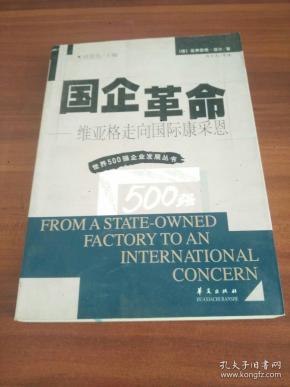 国企革命
维亚格走向国际康采恩
世界500强企业发展丛书
500强
FROM A STATE-OWNED
FACTORY TO AN
INTERNATIONAL
CONCERN
华夏出版社
HUAXIACHUBANSHE
孔夫子旧书网